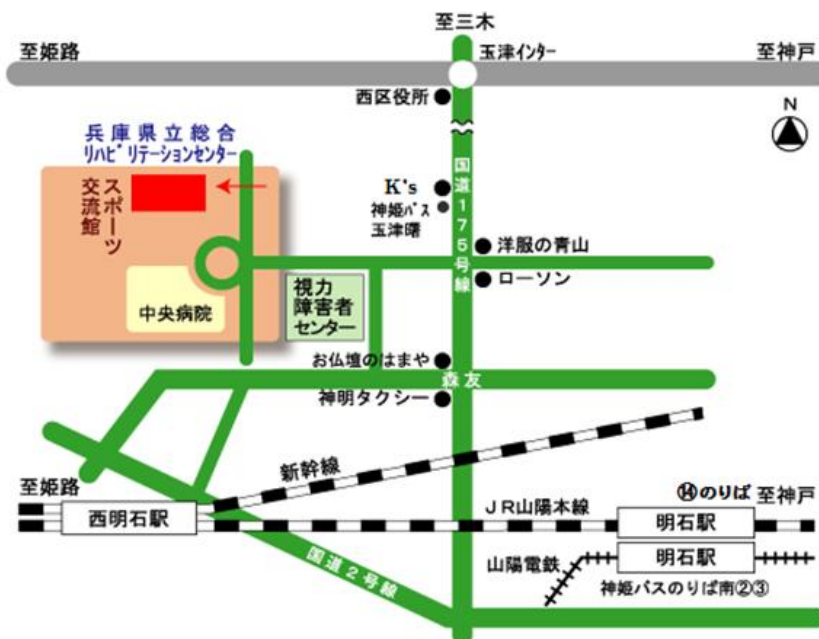 至三木
至姫路
玉津インター
至神戸
西区役所
N
兵庫県立総合
リハビリテーションセンター
国道175号線
K's
神姫バス
玉津曙
スポーツ
交流館
洋服の青山
ローソン
視力
障害者
センター
中央病院
お仏壇のはまや
森友
神明タクシー
新幹線
至姫路
⑭のりば
至神戸
JR山陽本線
西明石駅
明石駅
山陽電鉄
明石駅
国道2号線
神姫バスのりば南②③